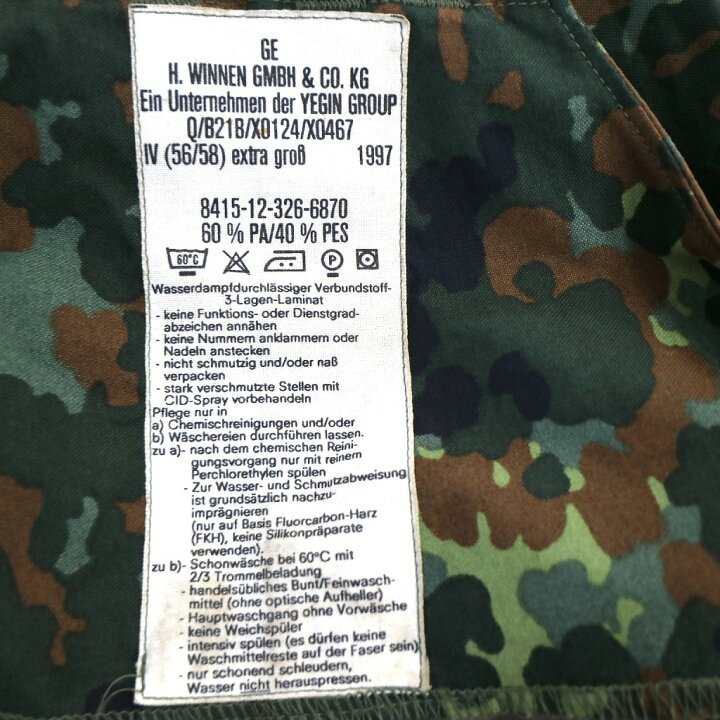 GE
H. WINNEN GMBH & CO. KG
Ein Unternehmen der YEGIN GROUP
Q/B21B/X0124/X0467
IV (56/58) extra groß 1997
8415-12-326-6870
60 % PA/40 % PES
60°C P
Wasserdampfdurchlässiger Verbundstoff-
3-Lagen-Laminat
- keine Funktions- oder Dienstgrad-
abzeichen annähen
- keine Nummern anklammern oder
Nadeln anstecken
- nicht schmutzig und/oder naß
verpacken
- stark verschmutzte Stellen mit
CID-Spray vorbehandeln
Pflege nur in
a) Chemischreinigungen und/oder
b) Wäschereien durchführen lassen.
zu a)- nach dem chemischen Reini-
gungsvorgang nur mit reinem
Perchlorethylen spülen
- Zur Wasser- und Schmutzabweisung
ist grundsätzlich nachzu-
imprägnieren
(nur auf Basis Fluorcarbon-Harz
(FKH), keine Silikonpräparate
verwenden).
zu b)- Schonwäsche bei 60°C mit
2/3 Trommelbeladung
- handelsübliches Bunt/Feinwasch-
mittel (ohne optische Aufheller)
- Hauptwaschgang ohne Vorwäsche
- keine Weichspüler
- intensiv spülen (es dürfen keine
Waschmittelreste auf der Faser sein)
- nur schonend schleudern,
Wasser nicht herauspressen.